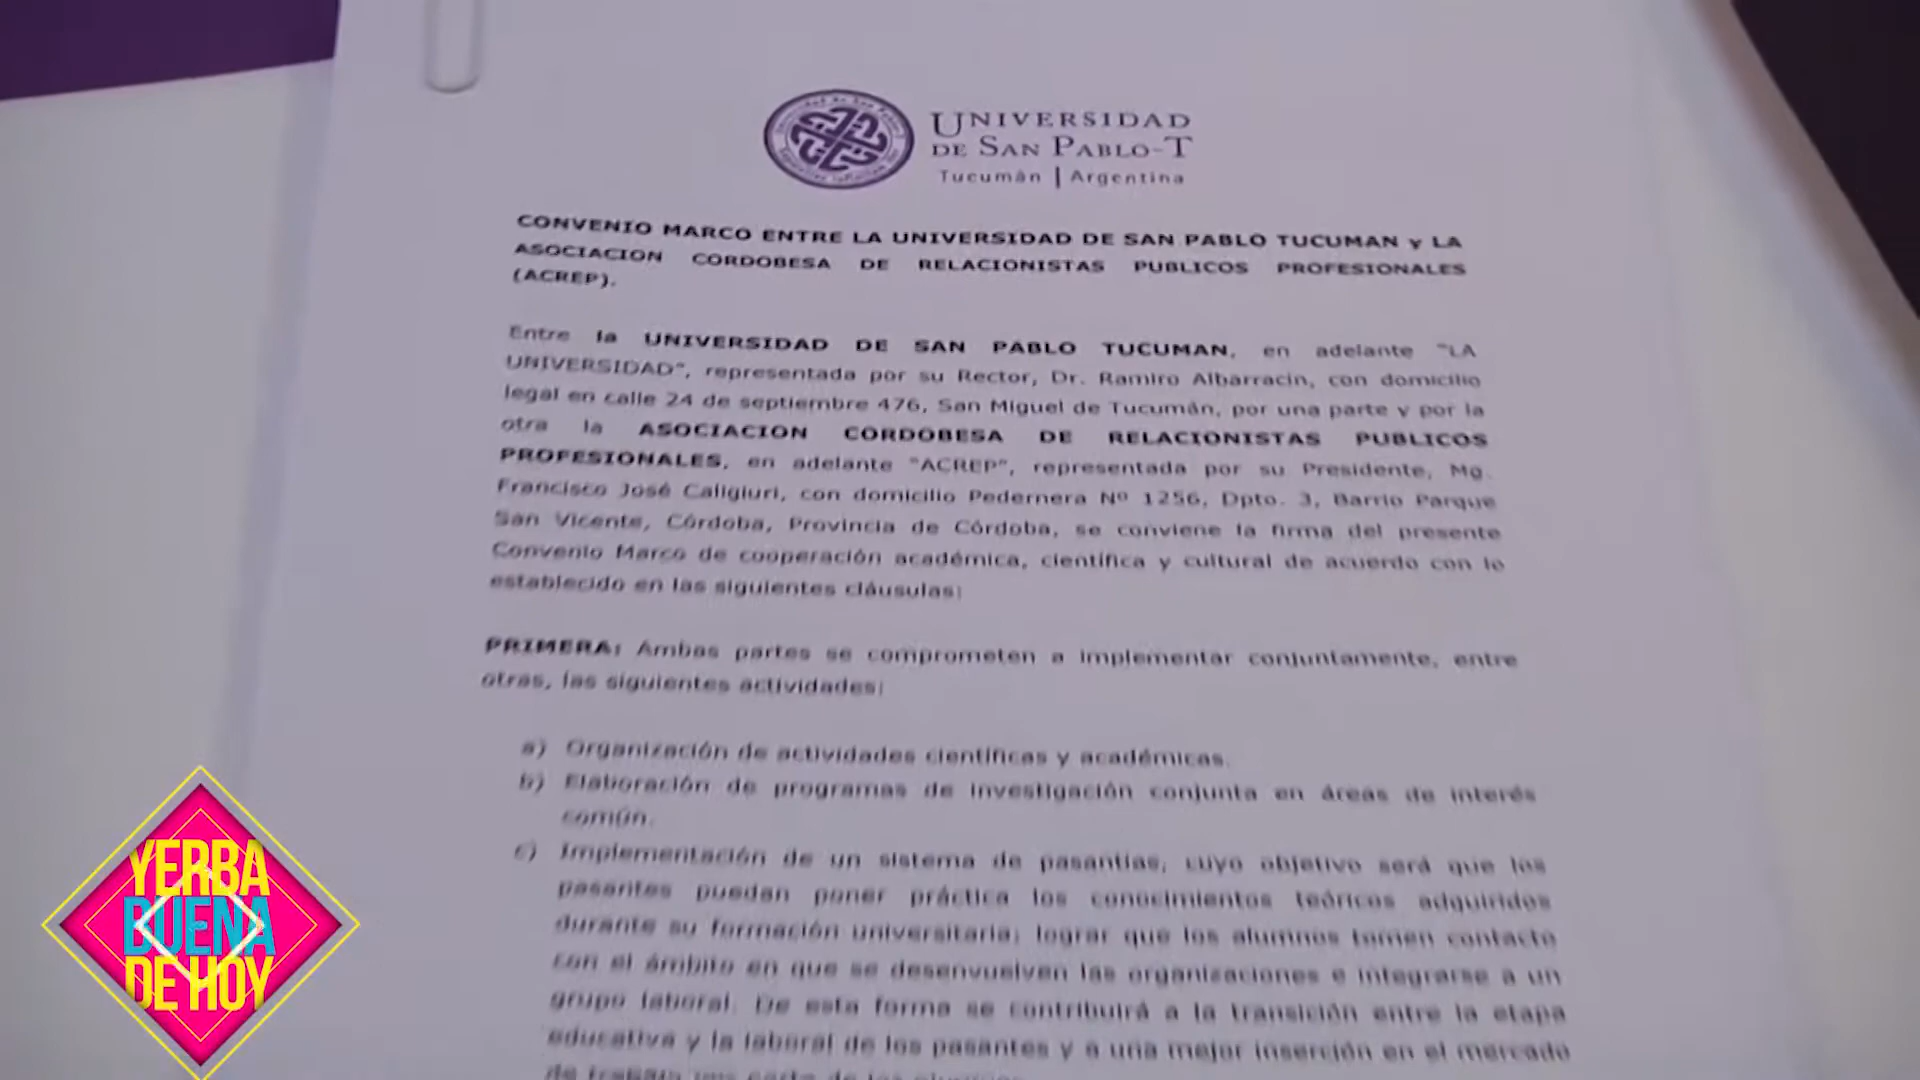 UNIVERSIDAD
DE SAN PABLO-T
Tucumán | Argentina
CONVENIO MARCO ENTRE LA UNIVERSIDAD DE SAN PABLO TUCUMAN y LA
ASOCIACION CORDOBESA DE RELACIONISTAS PUBLICOS PROFESIONALES
(ACREP).
Entre la UNIVERSIDAD DE SAN PABLO TUCUMAN, en adelante "LA
UNIVERSIDAD", representada por su Rector, Dr. Ramiro Albarracin, con domicilio
legal en calle 24 de septiembre 476, San Miguel de Tucumán, por una parte y por la
otra la ASOCIACION CORDOBESA DE RELACIONISTAS PUBLICOS
PROFESIONALES, en adelante "ACREP", representada por su Presidente, Mg.
Francisco José Caligiuri, con domicilio Pedernera Nº 1256, Dpto. 3, Barrio Parque
San Vicente, Córdoba, Provincia de Córdoba, se conviene la firma del presente
Convenio Marco de cooperación académica, científica y cultural de acuerdo con lo
establecido en las siguientes cláusulas:
PRIMERA: Ambas partes se comprometen a implementar conjuntamente, entre
otras, las siguientes actividades:
a) Organización de actividades científicas y académicas.
b) Elaboración de programas de investigación conjunta en áreas de interés
común.
c) Implementación de un sistema de pasantías, cuyo objetivo será que los
pasantes puedan poner práctica los conocimientos teóricos adquiridos
durante su formación universitaria; lograr que los alumnos tomen contacto
con el ámbito en que se desenvuelven las organizaciones e integrarse a un
grupo laboral. De esta forma se contribuirá a la transición entre la etapa
educativa y la laboral de los pasantes y a una mejor inserción en el mercado
YERBA
BUENA
DE HOY